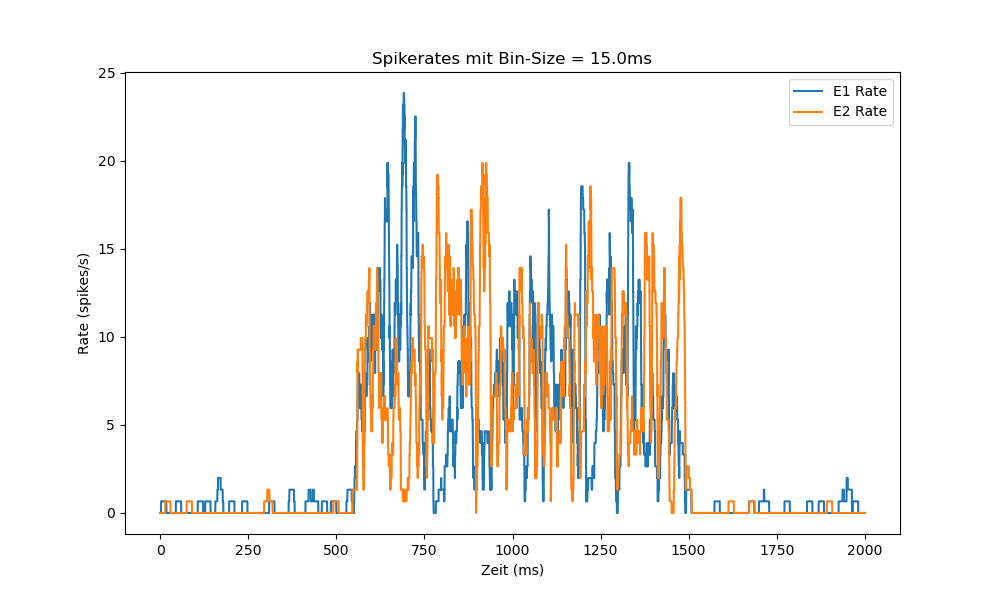 Spikerates mit Bin-Size = 15.0ms
E1 Rate
E2 Rate
Rate (spikes/s)
25
20
15
10
5
0
0 250 500 750 1000 1250 1500 1750 2000
Zeit (ms)